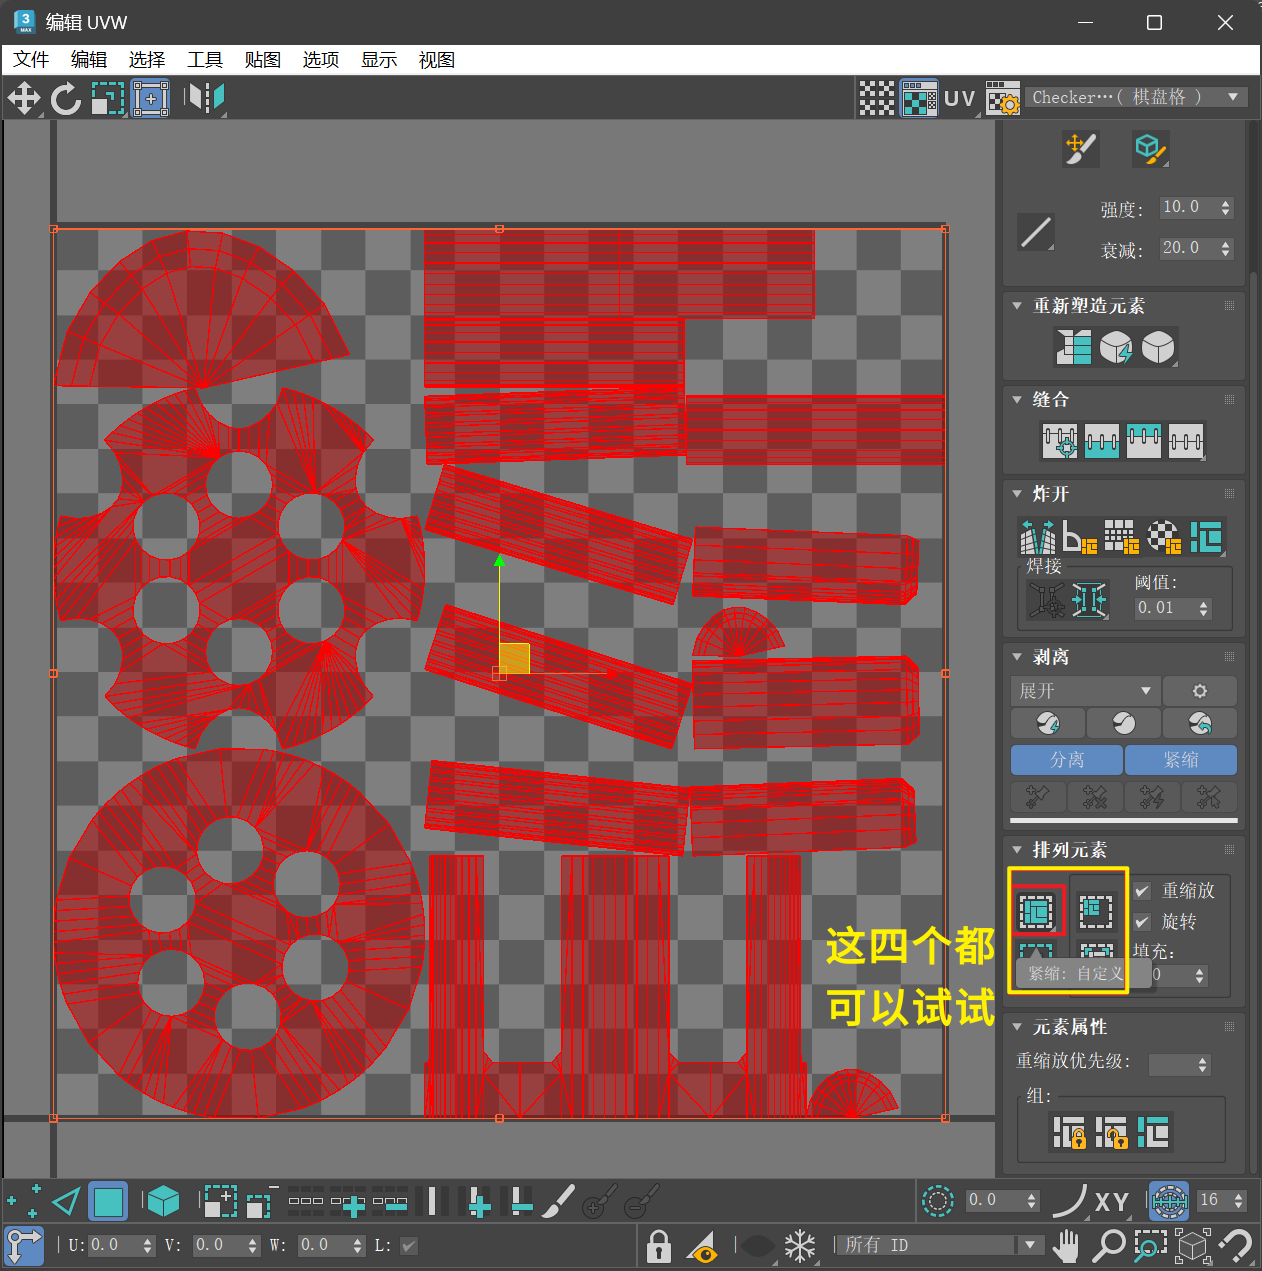 3
MAX
编辑 UVW
文件 编辑 选择 工具 贴图 选项 显示 视图
UV
Checker…( 棋盘格 )
强度: 10.0
衰减: 20.0
重新塑造元素
缝合
炸开
焊接
阈值:
0.01
剥离
展开
分离 紧缩
排列元素
重缩放
旋转
填充:
紧缩: 自定义
0
这四个都
可以试试
元素属性
重缩放优先级:
组:
0.0
XY
16
U: 0.0 V: 0.0 W: 0.0 L:
所有 ID